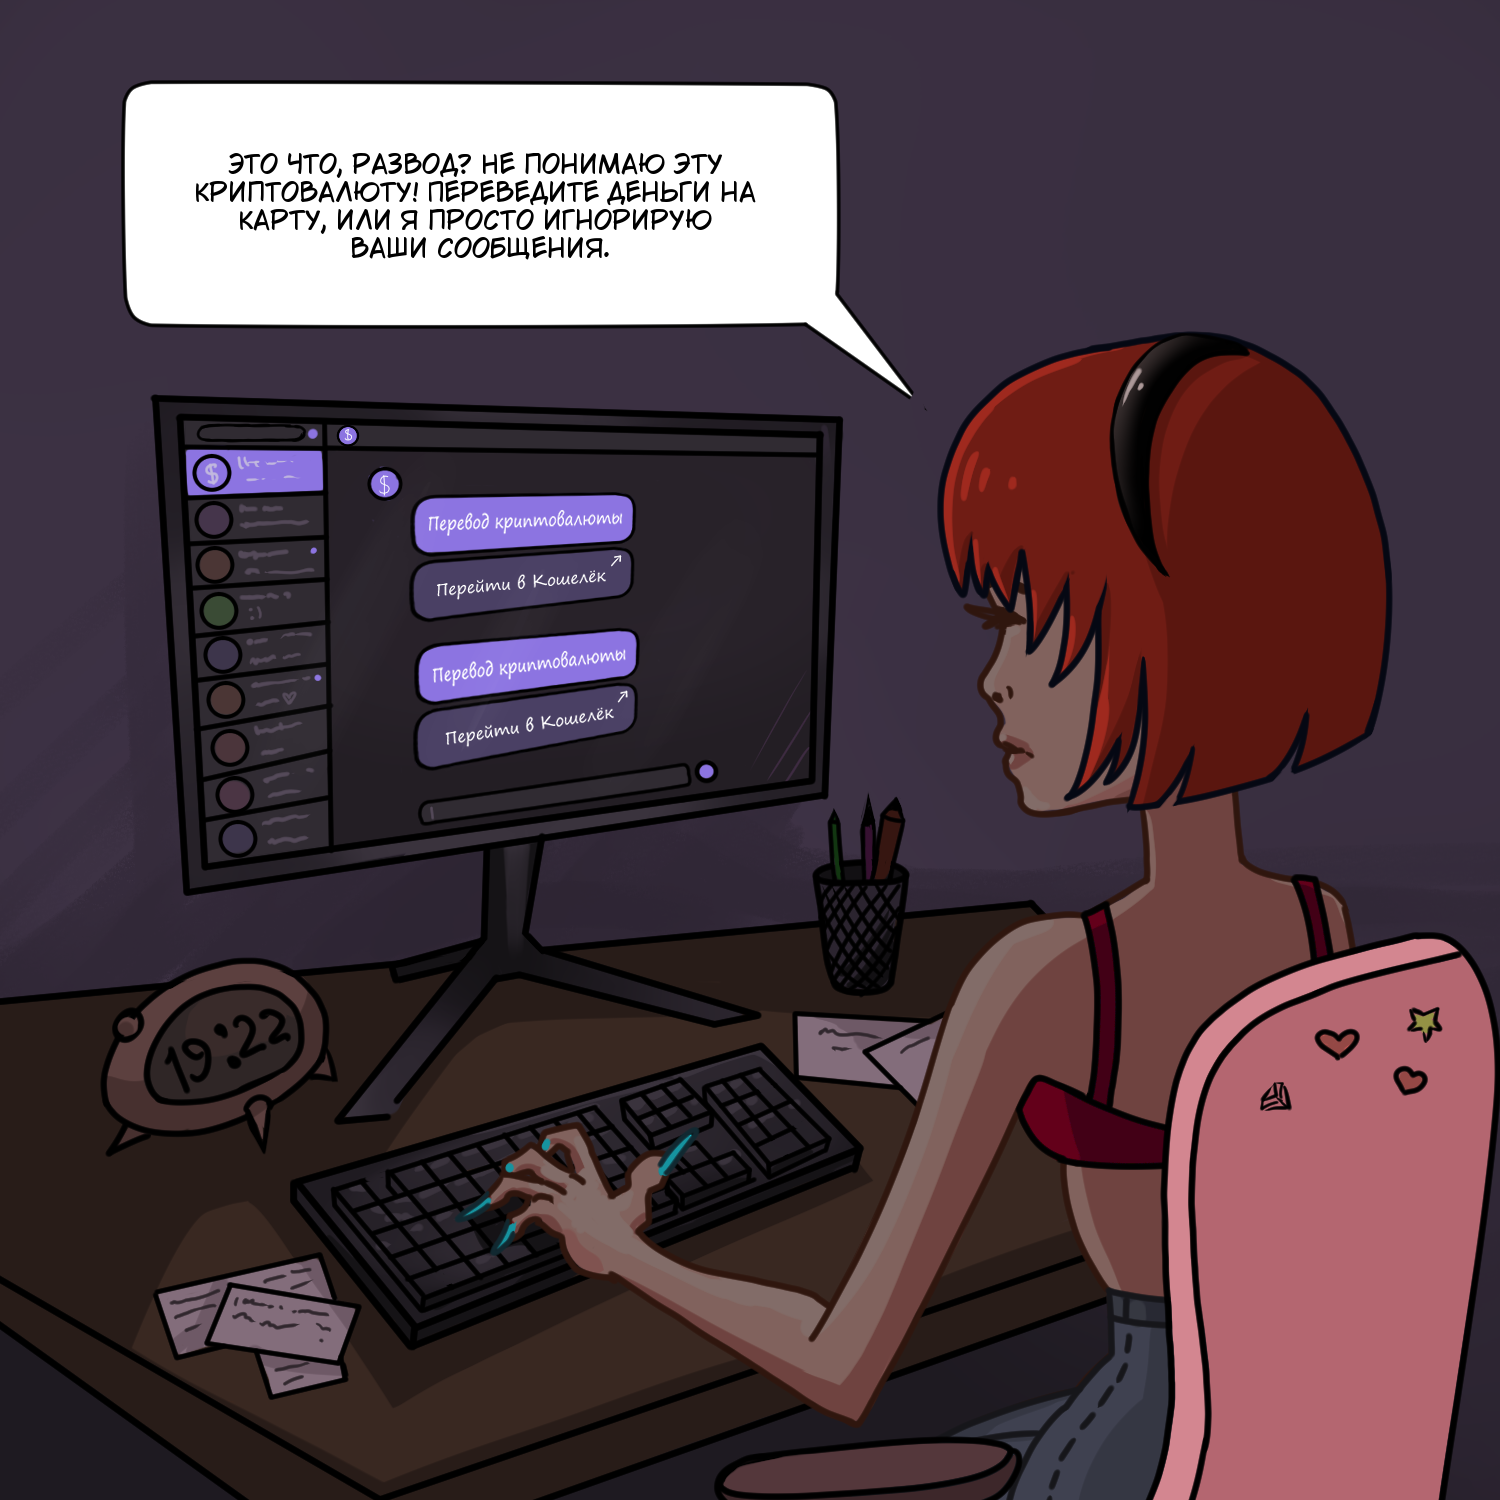 ЭТО ЧТО, РАЗВОД? НЕ ПОНИМАЮ ЭТУ
КРИПТОВАЛЮТУ! ПЕРЕВЕДИТЕ ДЕНЬГИ НА
КАРТУ, ИЛИ Я ПРОСТО ИГНОРИРУЮ
ВАШИ СООБЩЕНИЯ.
$
$
$
Перевод криптовалюты
Перейти в Кошелёк
:)
Перевод криптовалюты
Перейти в Кошелёк
19:22